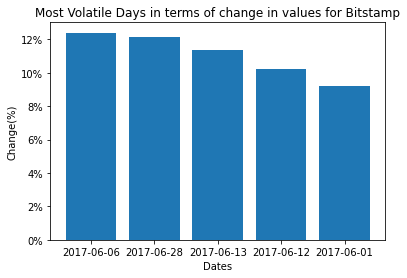 Most Volatile Days in terms of change in values for Bitstamp
12%
10%
8%
6%
4%
2%
0%
Change(%)
2017-06-06 2017-06-28 2017-06-13 2017-06-12 2017-06-01
Dates